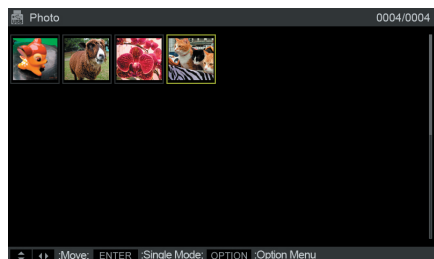 Photo 0004/0004
:Move; ENTER :Single Mode; OPTION :Option Menu